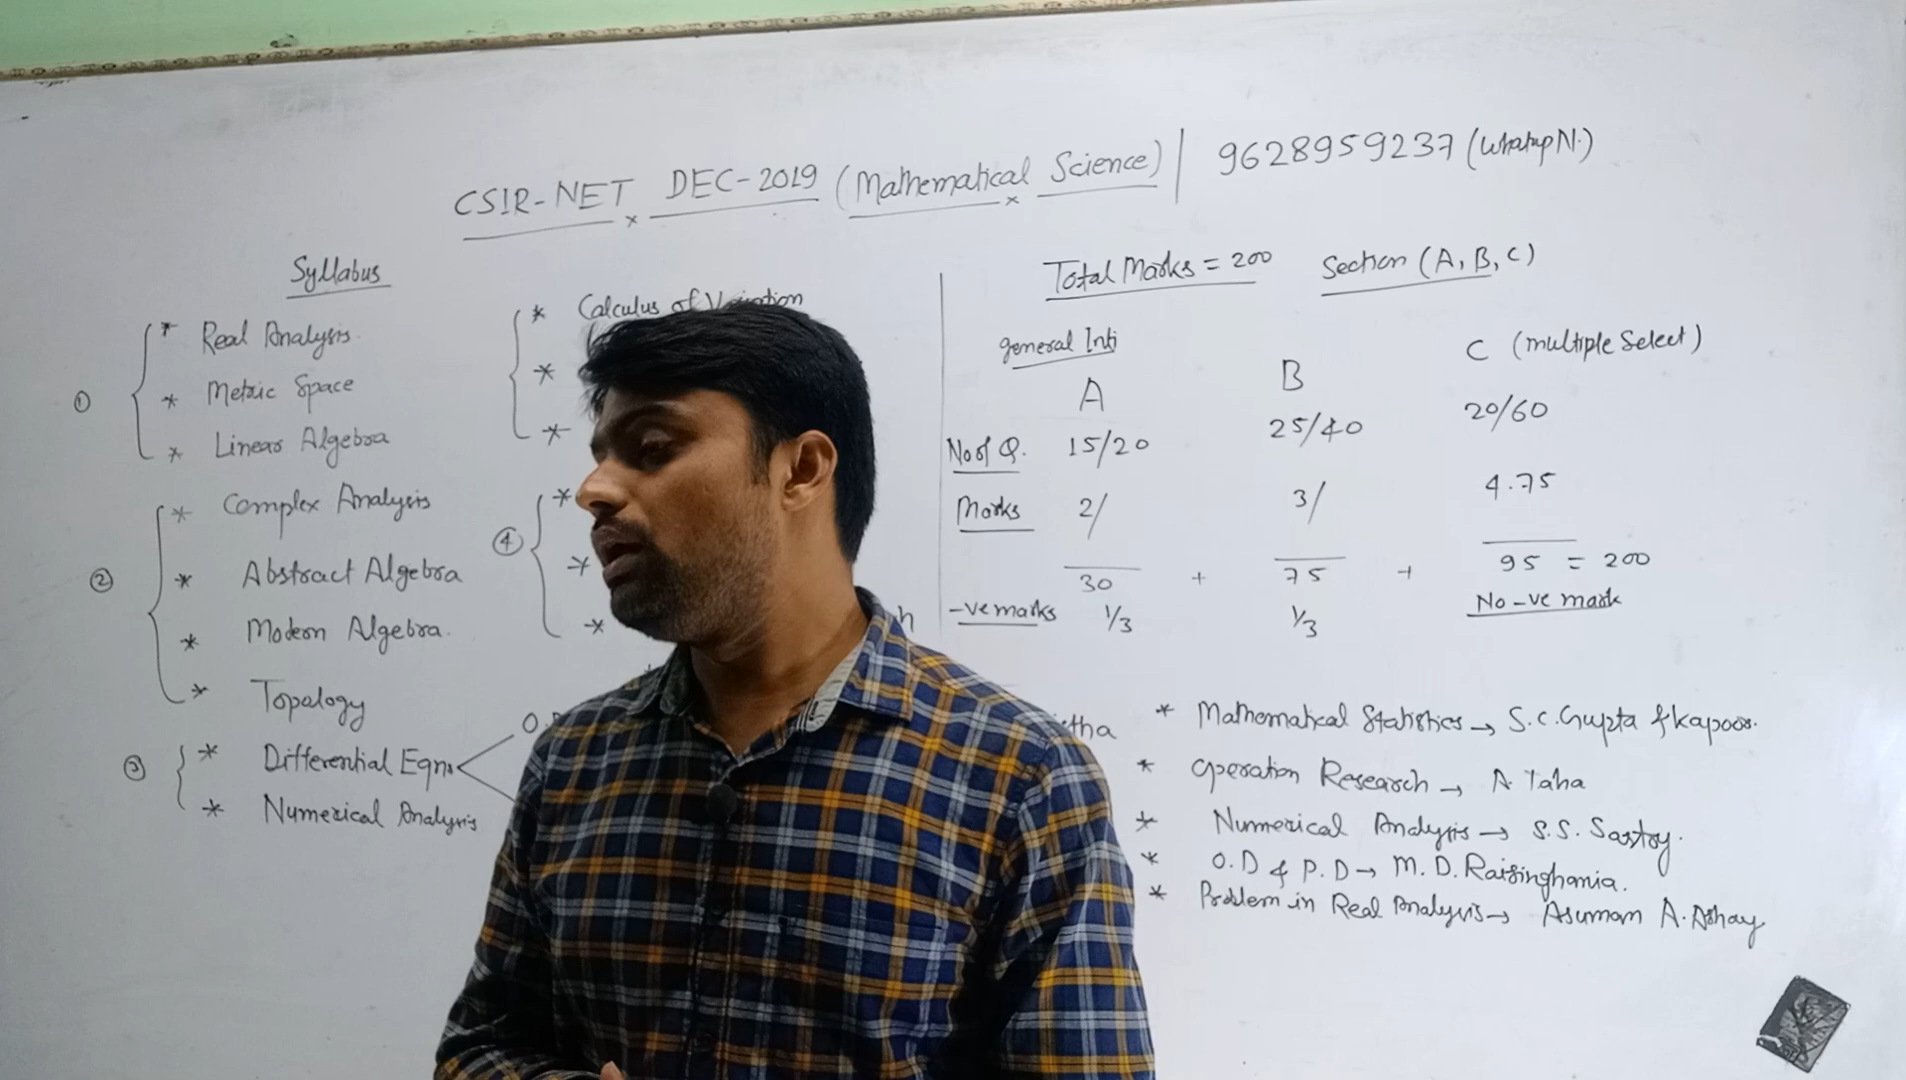 CSIR-NET DEC-2019 (Mathematical Science) | 9628959237 (Whatsup N.)
Syllabus
① * Real Analysis
* Metric Space
* Linear Algebra
② * Complex Analysis
* Abstract Algebra
* Modern Algebra.
* Topology
③ * Differential Eqns
* Numerical Analysis
* Calculus of Variation
*
*
④ *
*
*
Total Marks = 200 Section (A, B, C)
general Inti
A B C (multiple Select)
No of Q. 15/20 25/40 20/60
Marks 2/ 3/ 4.75
30 + 75 + 95 = 200
-ve marks 1/3 1/3 No -ve mark
* Mathematical Statistics → S.C. Gupta & Kapoor.
* Operation Research → A. Taha
* Numerical Analysis → S.S. Sastry.
* O.D & P.D → M.D. Raisinghania.
* Problem in Real Analysis →